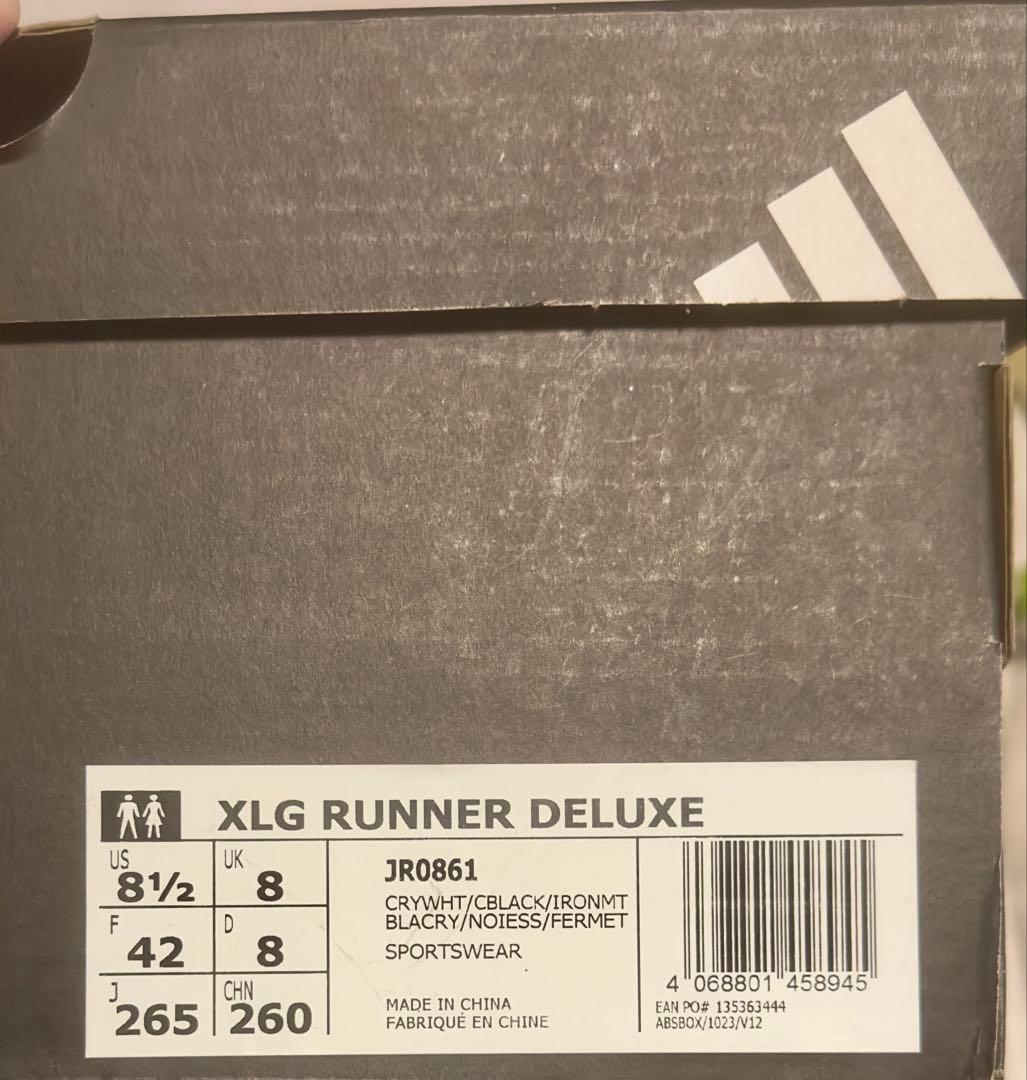 XLG RUNNER DELUXE
US 8½ UK 8
F 42 D 8
J 265 CHN 260
JR0861
CRYWHT/CBLACK/IRONMT
BLACRY/NOIESS/FERMET
SPORTSWEAR
MADE IN CHINA
FABRIQUÉ EN CHINE
4 068801 458945
EAN PO# 135363444
ABSBOX/1023/V12